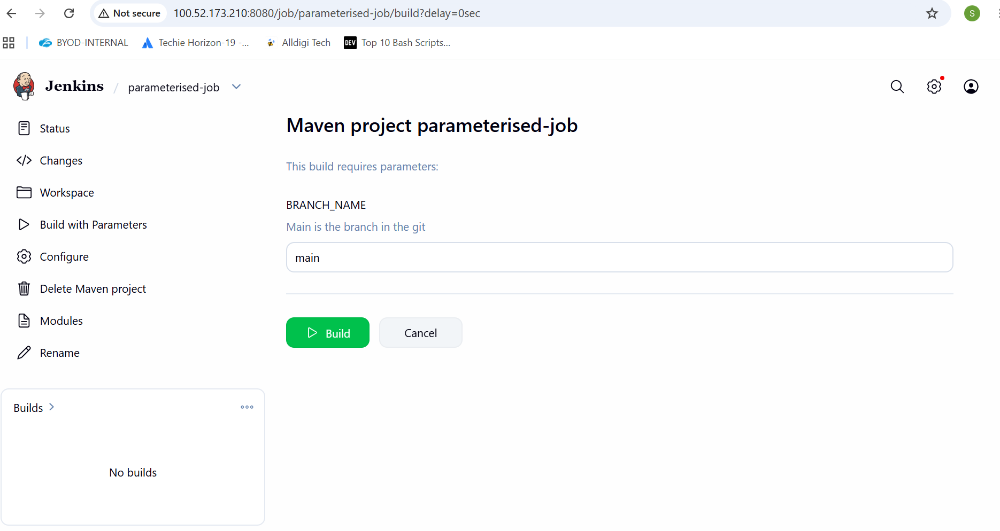 Not secure 100.52.173.210:8080/job/parameterised-job/build?delay=0sec S
BYOD-INTERNAL Techie Horizon-19 -... Alldigi Tech DEV Top 10 Bash Scripts...
Jenkins / parameterised-job
Status
Changes
Workspace
Build with Parameters
Configure
Delete Maven project
Modules
Rename
Builds
No builds
Maven project parameterised-job
This build requires parameters:
BRANCH_NAME
Main is the branch in the git
main
Build Cancel